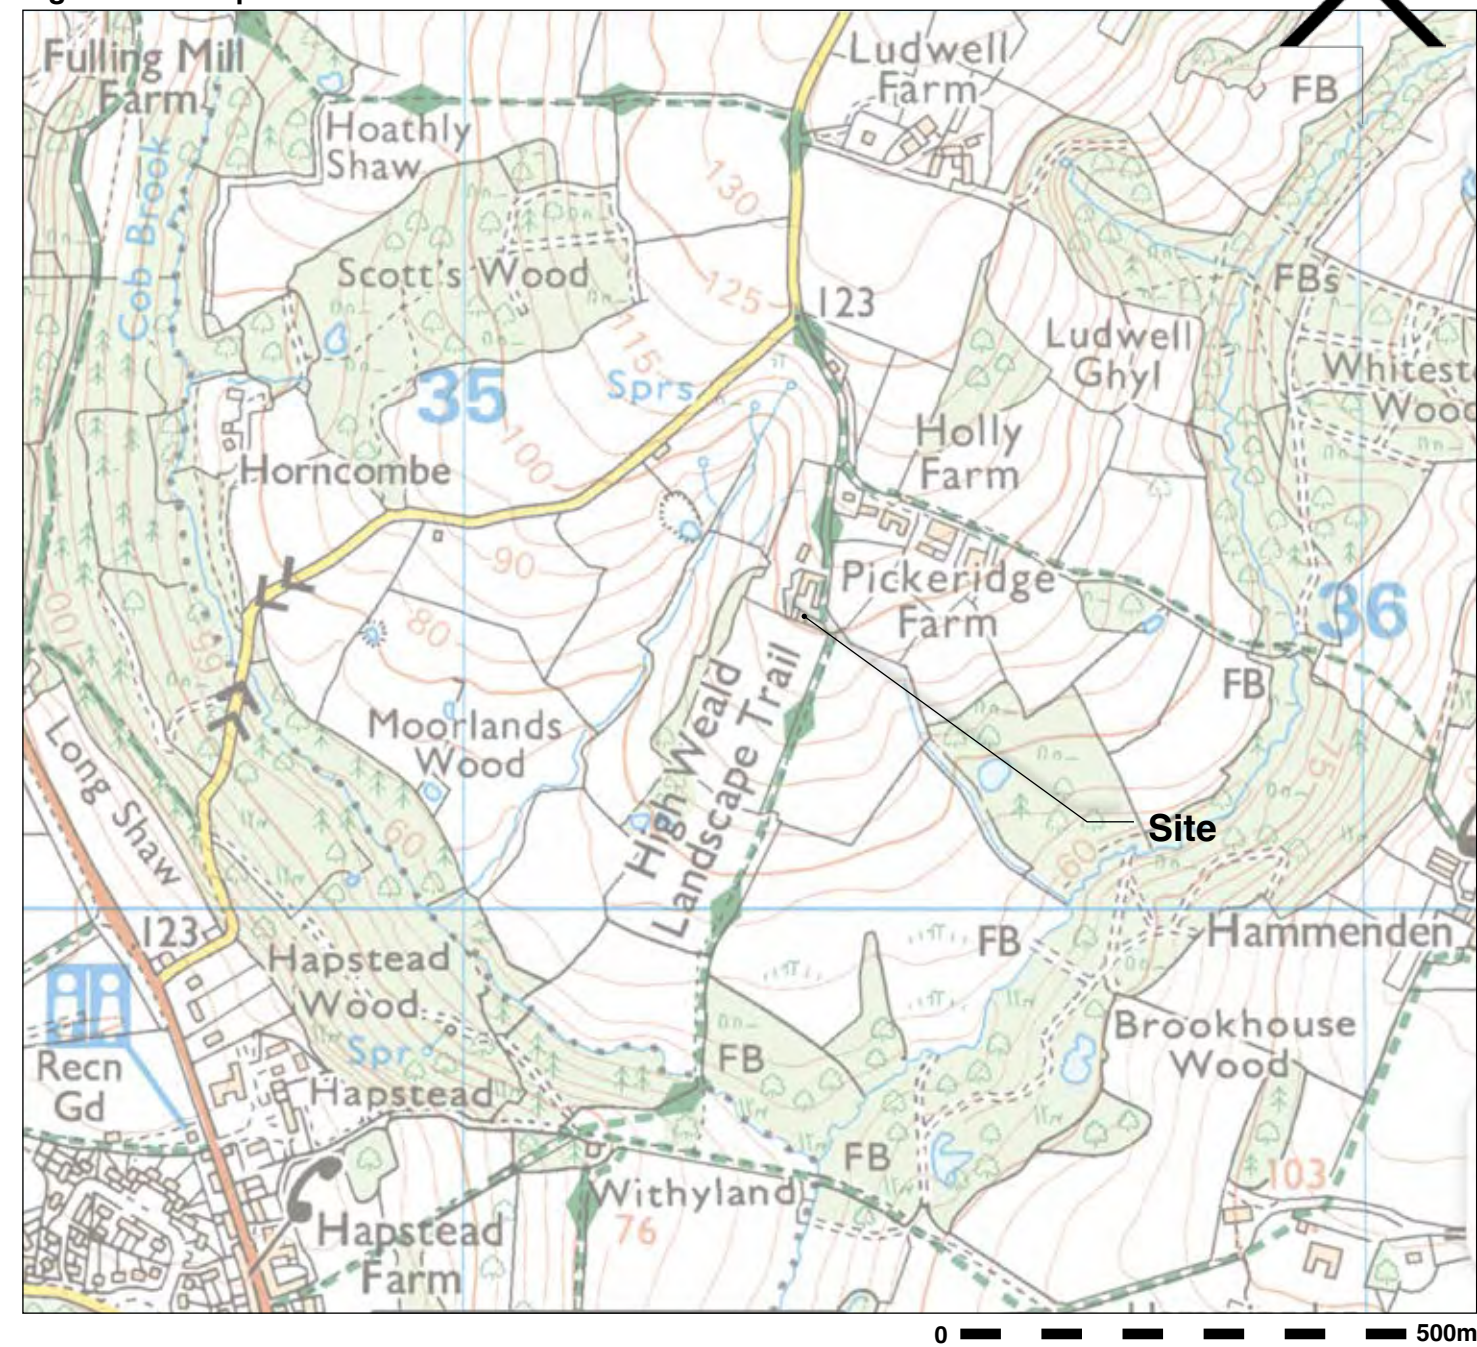 Fulling Mill
Farm
Cob Brook
Hoathly
Shaw
Ludwell
Farm
FB
130
Scott's Wood
125
115
123
FBs
Ludwell
Ghyl
Sprs
35
100
Holly
Farm
Horncombe
90
Pickeridge
Farm
36
100
80
95
FB
Moorlands
Wood
High Weald
Landscape Trail
75
Long Shaw
60
Site
60
123
Hapstead
Wood
FB
Hammenden
Spr
Brookhouse
Wood
Recn
Gd
Hapstead
FB
FB
Withyland
76
103
Hapstead
Farm
0
500m